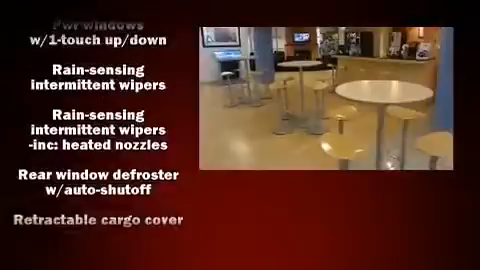 Pwr windows
w/1-touch up/down
Rain-sensing
intermittent wipers
Rain-sensing
intermittent wipers
-inc: heated nozzles
Rear window defroster
w/auto-shutoff
Retractable cargo cover